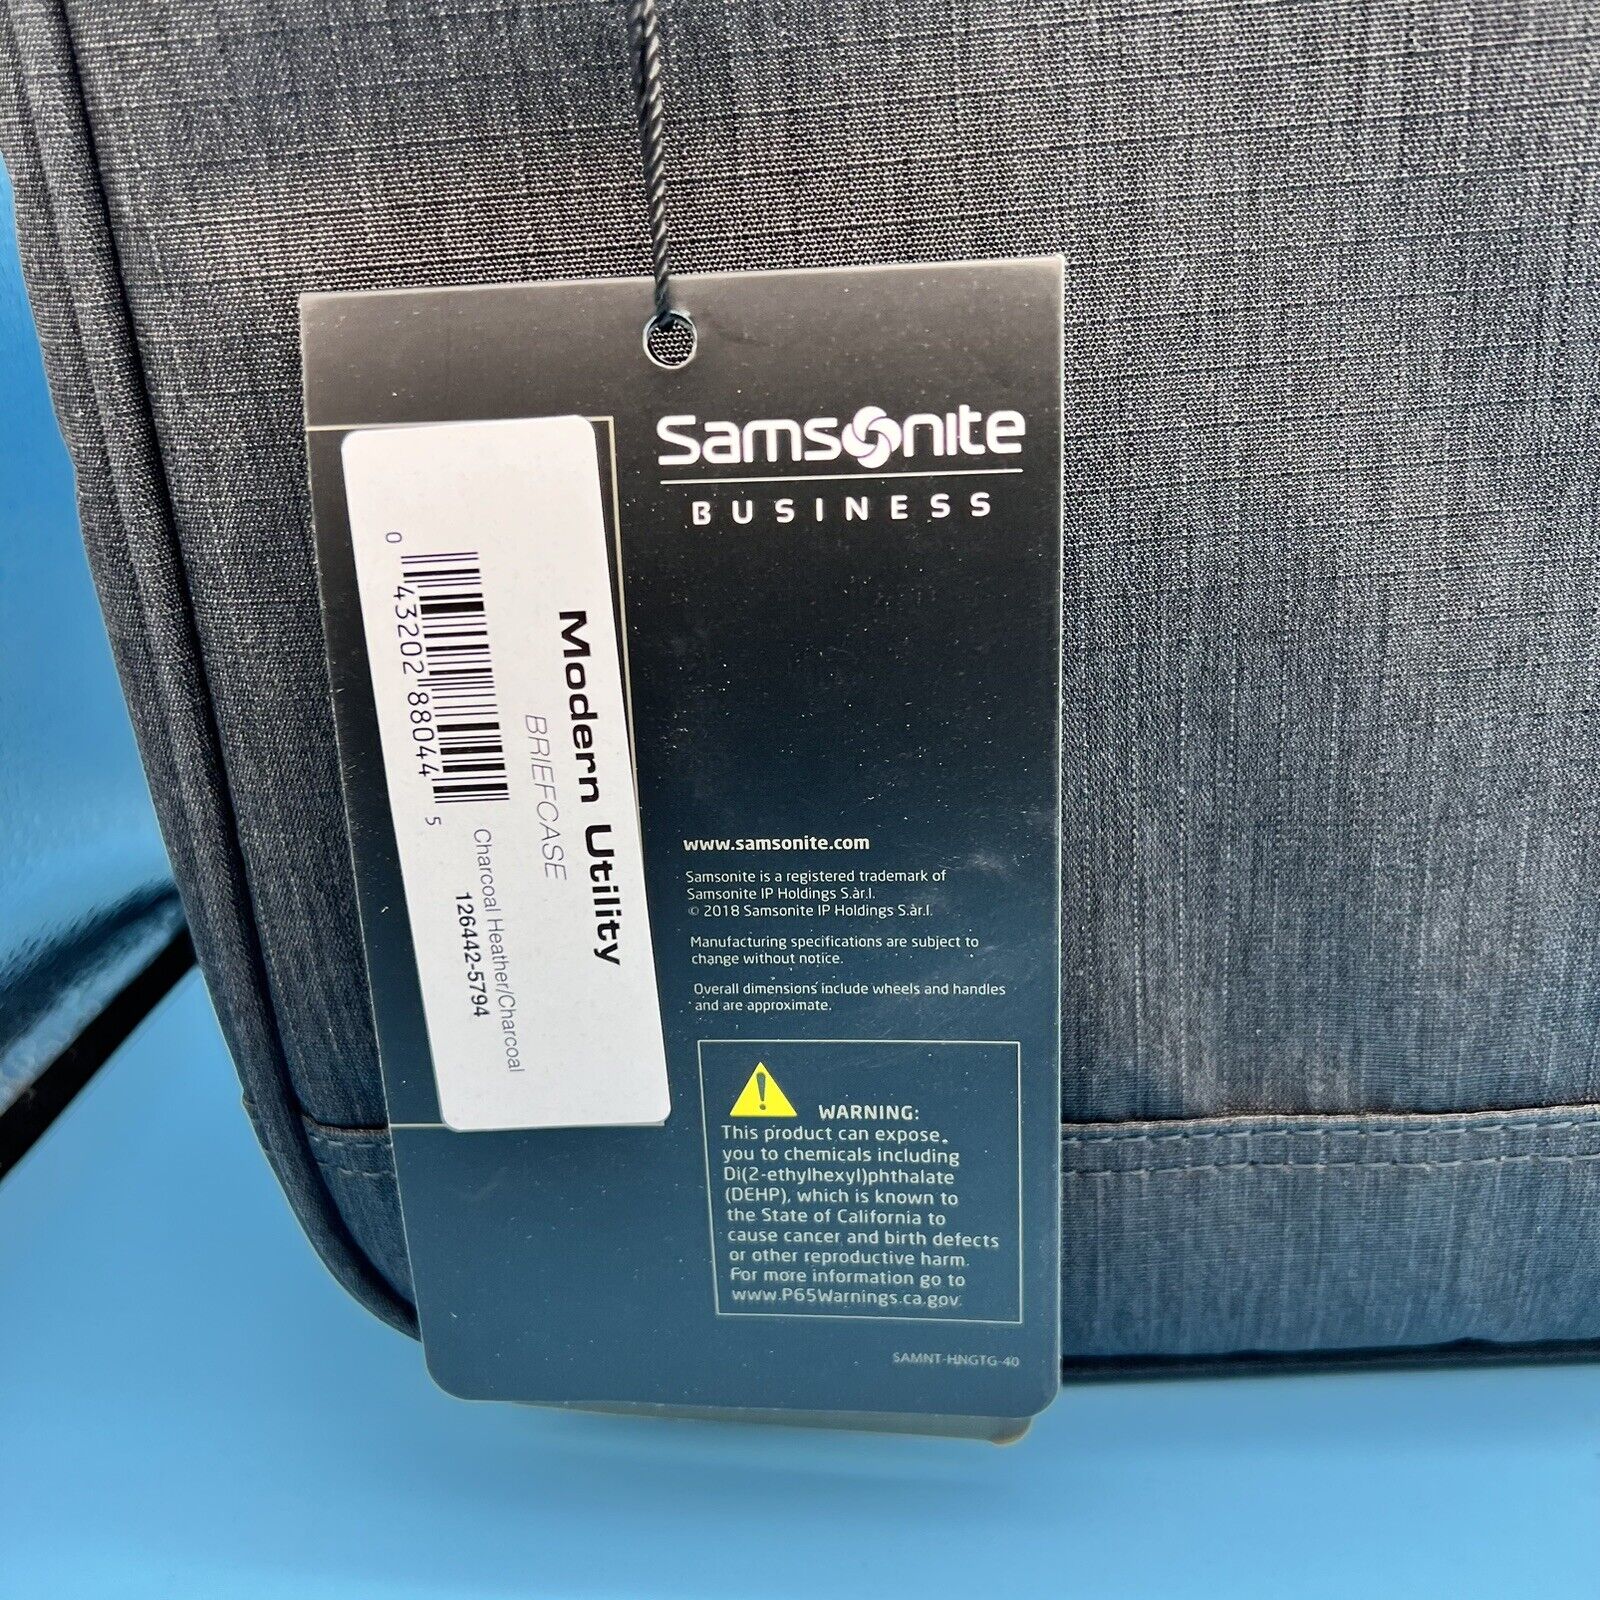 Samsonite
BUSINESS
Modern Utility
BRIEFCASE
0 43202 88044 5
Charcoal Heather/Charcoal
126442-5794
www.samsonite.com
Samsonite is a registered trademark of
Samsonite IP Holdings S.àr.l.
© 2018 Samsonite IP Holdings S.àr.l.
Manufacturing specifications are subject to
change without notice.
Overall dimensions include wheels and handles
and are approximate.
WARNING:
This product can expose
you to chemicals including
Di(2-ethylhexyl)phthalate
(DEHP), which is known to
the State of California to
cause cancer and birth defects
or other reproductive harm.
For more information go to
www.P65Warnings.ca.gov.
SAMNT-HNGTG-40